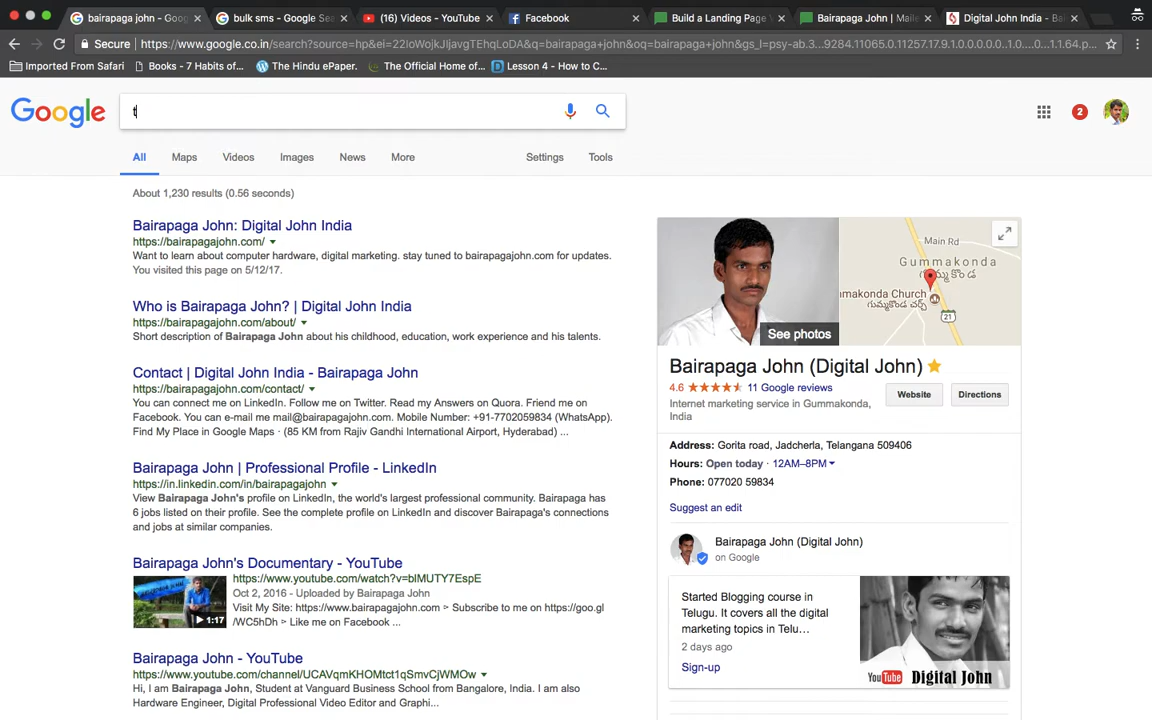 bairapaga john - Goog
bulk sms - Google Sea
(16) Videos - YouTube
Facebook
Build a Landing Page V
Bairapaga John | Maile
Digital John India - Bai
Secure
https://www.google.co.in/search?source=hp&ei=22IoWojkJIjavgTEhqLoDA&q=bairapaga+john&oq=bairapaga+john&gs_l=psy-ab.3...9284.11065.0.11257.17.9.1.0.0.0.0..1.0....0...1.1.64.p...
Imported From Safari
Books - 7 Habits of...
The Hindu ePaper.
The Official Home of...
Lesson 4 - How to C...
Google
t
2
All
Maps
Videos
Images
News
More
Settings
Tools
About 1,230 results (0.56 seconds)
Bairapaga John: Digital John India
https://bairapagajohn.com/
Want to learn about computer hardware, digital marketing. stay tuned to bairapagajohn.com for updates.
You visited this page on 5/12/17.
Who is Bairapaga John? | Digital John India
https://bairapagajohn.com/about/
Short description of Bairapaga John about his childhood, education, work experience and his talents.
Contact | Digital John India - Bairapaga John
https://bairapagajohn.com/contact/
You can connect me on LinkedIn. Follow me on Twitter. Read my Answers on Quora. Friend me on
Facebook. You can e-mail me mail@bairapagajohn.com. Mobile Number: +91-7702059834 (WhatsApp).
Find My Place in Google Maps · (85 KM from Rajiv Gandhi International Airport, Hyderabad) ...
Bairapaga John | Professional Profile - LinkedIn
https://in.linkedin.com/in/bairapagajohn
View Bairapaga John's profile on LinkedIn, the world's largest professional community. Bairapaga has
6 jobs listed on their profile. See the complete profile on LinkedIn and discover Bairapaga's connections
and jobs at similar companies.
Bairapaga John's Documentary - YouTube
https://www.youtube.com/watch?v=blMUTY7EspE
Oct 2, 2016 - Uploaded by Bairapaga John
Visit My Site: https://www.bairapagajohn.com > Subscribe to me on https://goo.gl
/WC5hDh > Like me on Facebook ...
1:17
Bairapaga John - YouTube
https://www.youtube.com/channel/UCAVqmKHOMtct1qSmvCjWMOw
Hi, I am Bairapaga John, Student at Vanguard Business School from Bangalore, India. I am also
Hardware Engineer, Digital Professional Video Editor and Graphi...
See photos
Main Rd
Gummakonda
గుమ్మకొండ
mmakonda Church
గుమ్మకొండ చర్చ్
21
Bairapaga John (Digital John)
4.6
11 Google reviews
Internet marketing service in Gummakonda,
India
Website
Directions
Address: Gorita road, Jadcherla, Telangana 509406
Hours: Open today · 12AM–8PM
Phone: 077020 59834
Suggest an edit
Bairapaga John (Digital John)
on Google
Started Blogging course in
Telugu. It covers all the digital
marketing topics in Telu...
2 days ago
Sign-up
YouTube Digital John